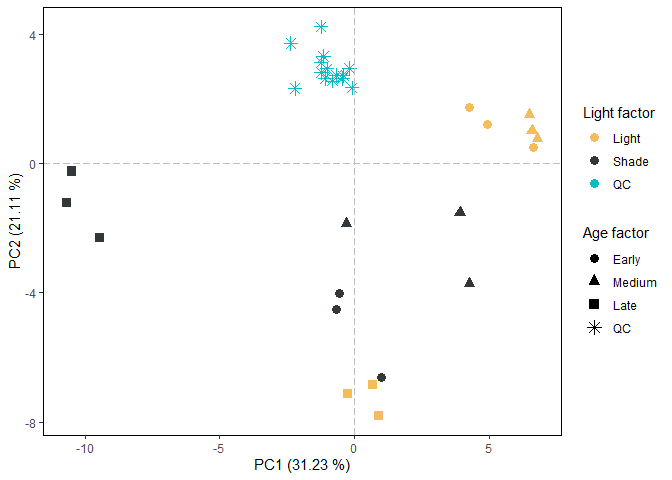 4
0
-4
-8
PC2 (21.11 %)
-10
-5
0
5
PC1 (31.23 %)
Light factor
Light
Shade
QC
Age factor
Early
Medium
Late
QC